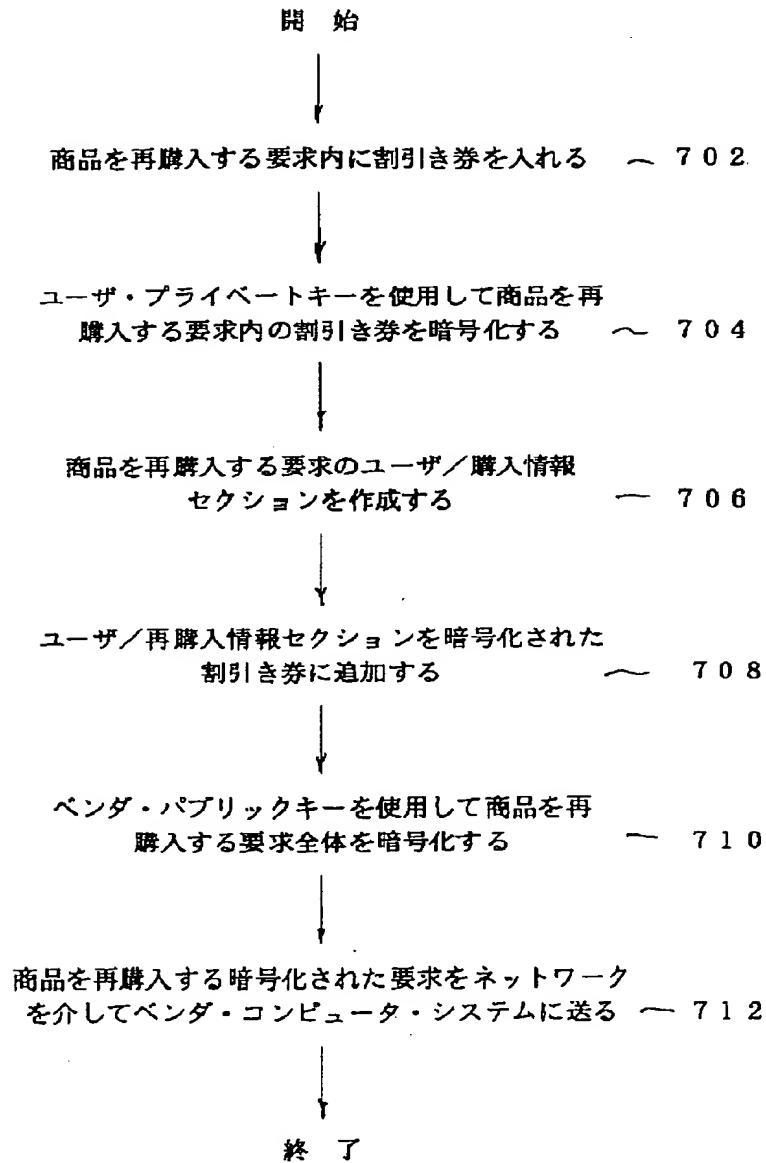 開 始
商品を再購入する要求内に割引き券を入れる 〜 702
ユーザ・プライベートキーを使用して商品を再
購入する要求内の割引き券を暗号化する 〜 704
商品を再購入する要求のユーザ／購入情報
セクションを作成する 〜 706
ユーザ／再購入情報セクションを暗号化された
割引き券に追加する 〜 708
ベンダ・パブリックキーを使用して商品を再
購入する要求全体を暗号化する 〜 710
商品を再購入する暗号化された要求をネットワーク
を介してベンダ・コンピュータ・システムに送る 〜 712
終 了